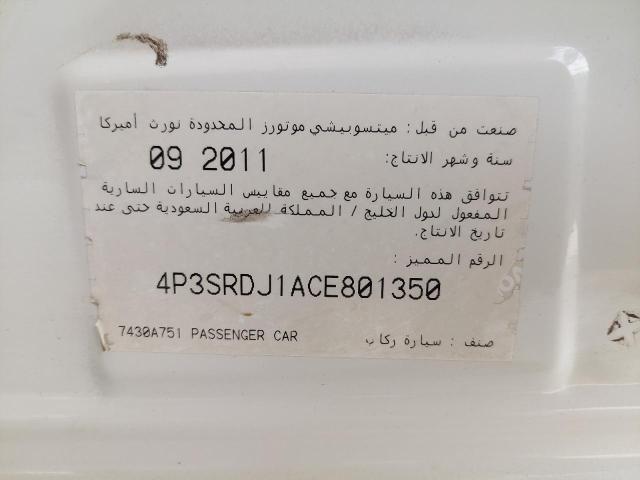 صنعت من قبل: ميتسوبيشي موتورز المحدودة نورث أميركا
سنة وشهر الانتاج: 09 2011
تتوافق هذه السيارة مع جميع مقاييس السيارات السارية
المفعول لدول الخليج / المملكة العربية السعودية حتى عند
تاريخ الانتاج.
الرقم المميز :
4P3SRDJ1ACE801350
صنف : سيارة ركاب 7430A751 PASSENGER CAR